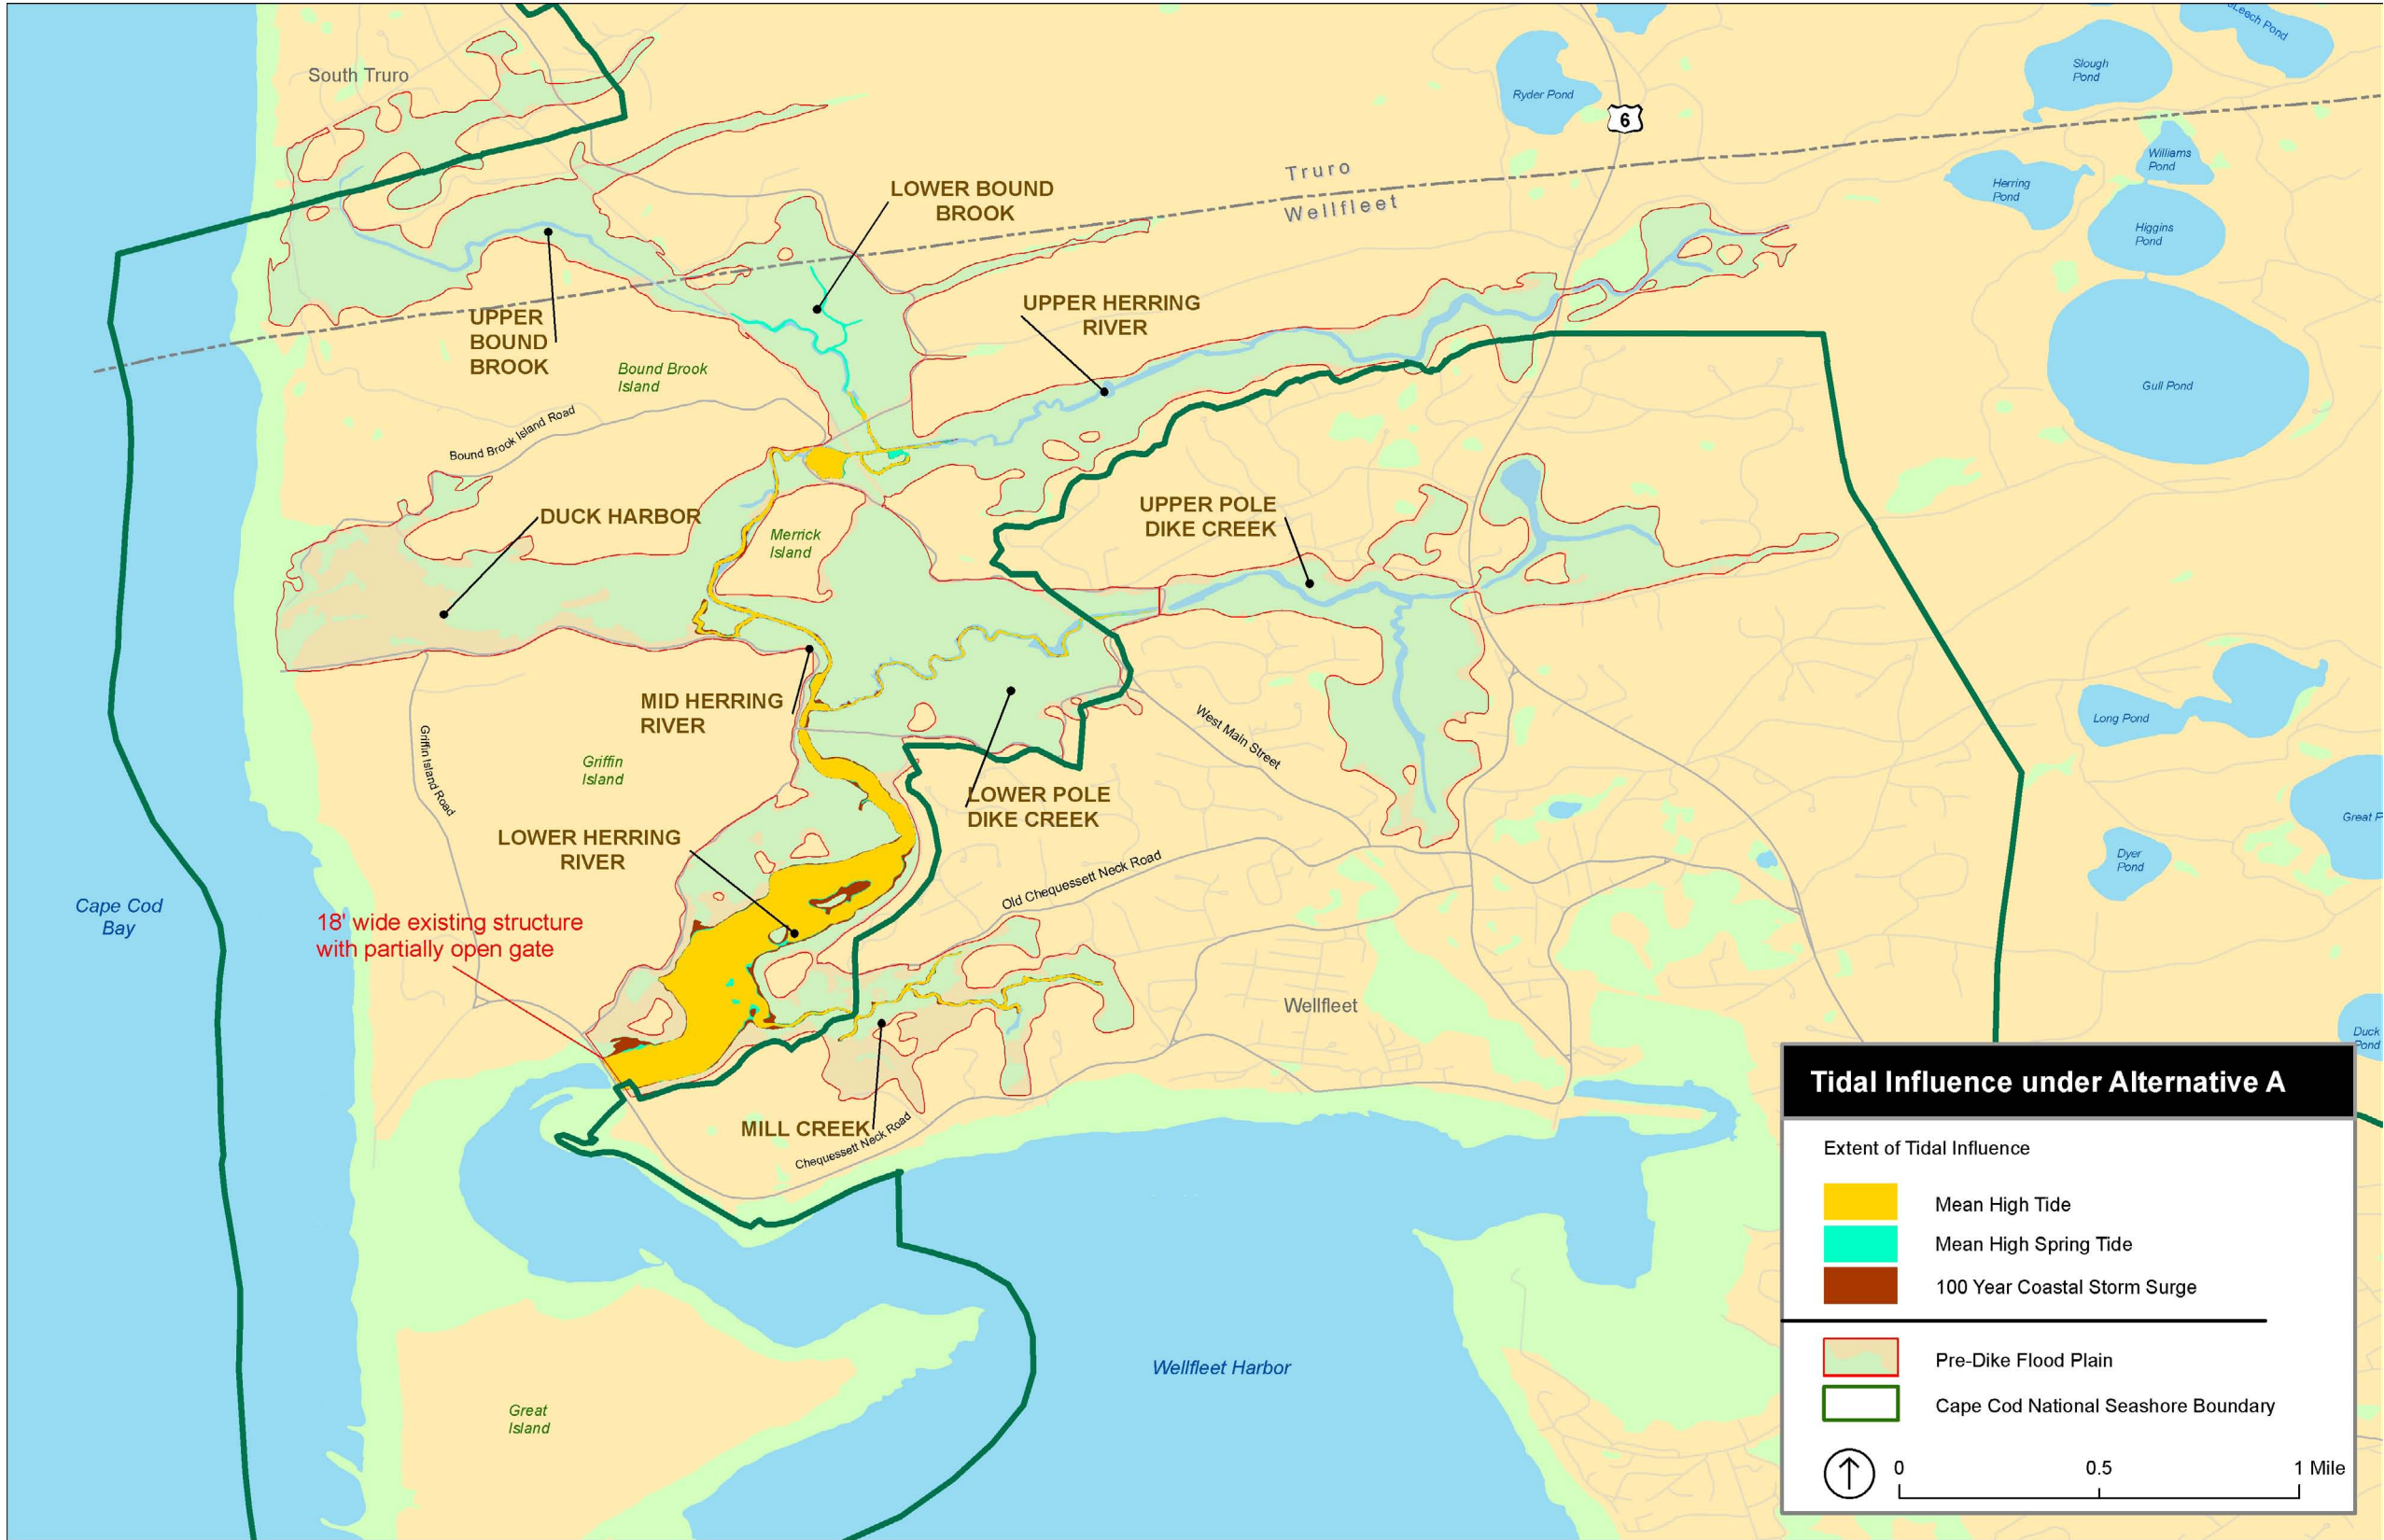 Leech Pond
South Truro
Slough
Pond
Ryder Pond
6
Truro
Wellfleet
Williams
Pond
Herring
Pond
Higgins
Pond
LOWER BOUND
BROOK
UPPER HERRING
RIVER
UPPER
BOUND
BROOK
Bound Brook
Island
Gull Pond
Bound Brook Island Road
DUCK HARBOR
UPPER POLE
DIKE CREEK
Merrick
Island
MID HERRING
RIVER
West Main Street
Long Pond
Griffin Island Road
Griffin
Island
LOWER POLE
DIKE CREEK
Great P
LOWER HERRING
RIVER
Dyer
Pond
Old Chequessett Neck Road
Cape Cod
Bay
18' wide existing structure
with partially open gate
Wellfleet
Duck
Pond
MILL CREEK
Chequessett Neck Road
Wellfleet Harbor
Great
Island
Tidal Influence under Alternative A
Extent of Tidal Influence
Mean High Tide
Mean High Spring Tide
100 Year Coastal Storm Surge
Pre-Dike Flood Plain
Cape Cod National Seashore Boundary
0 0.5 1 Mile